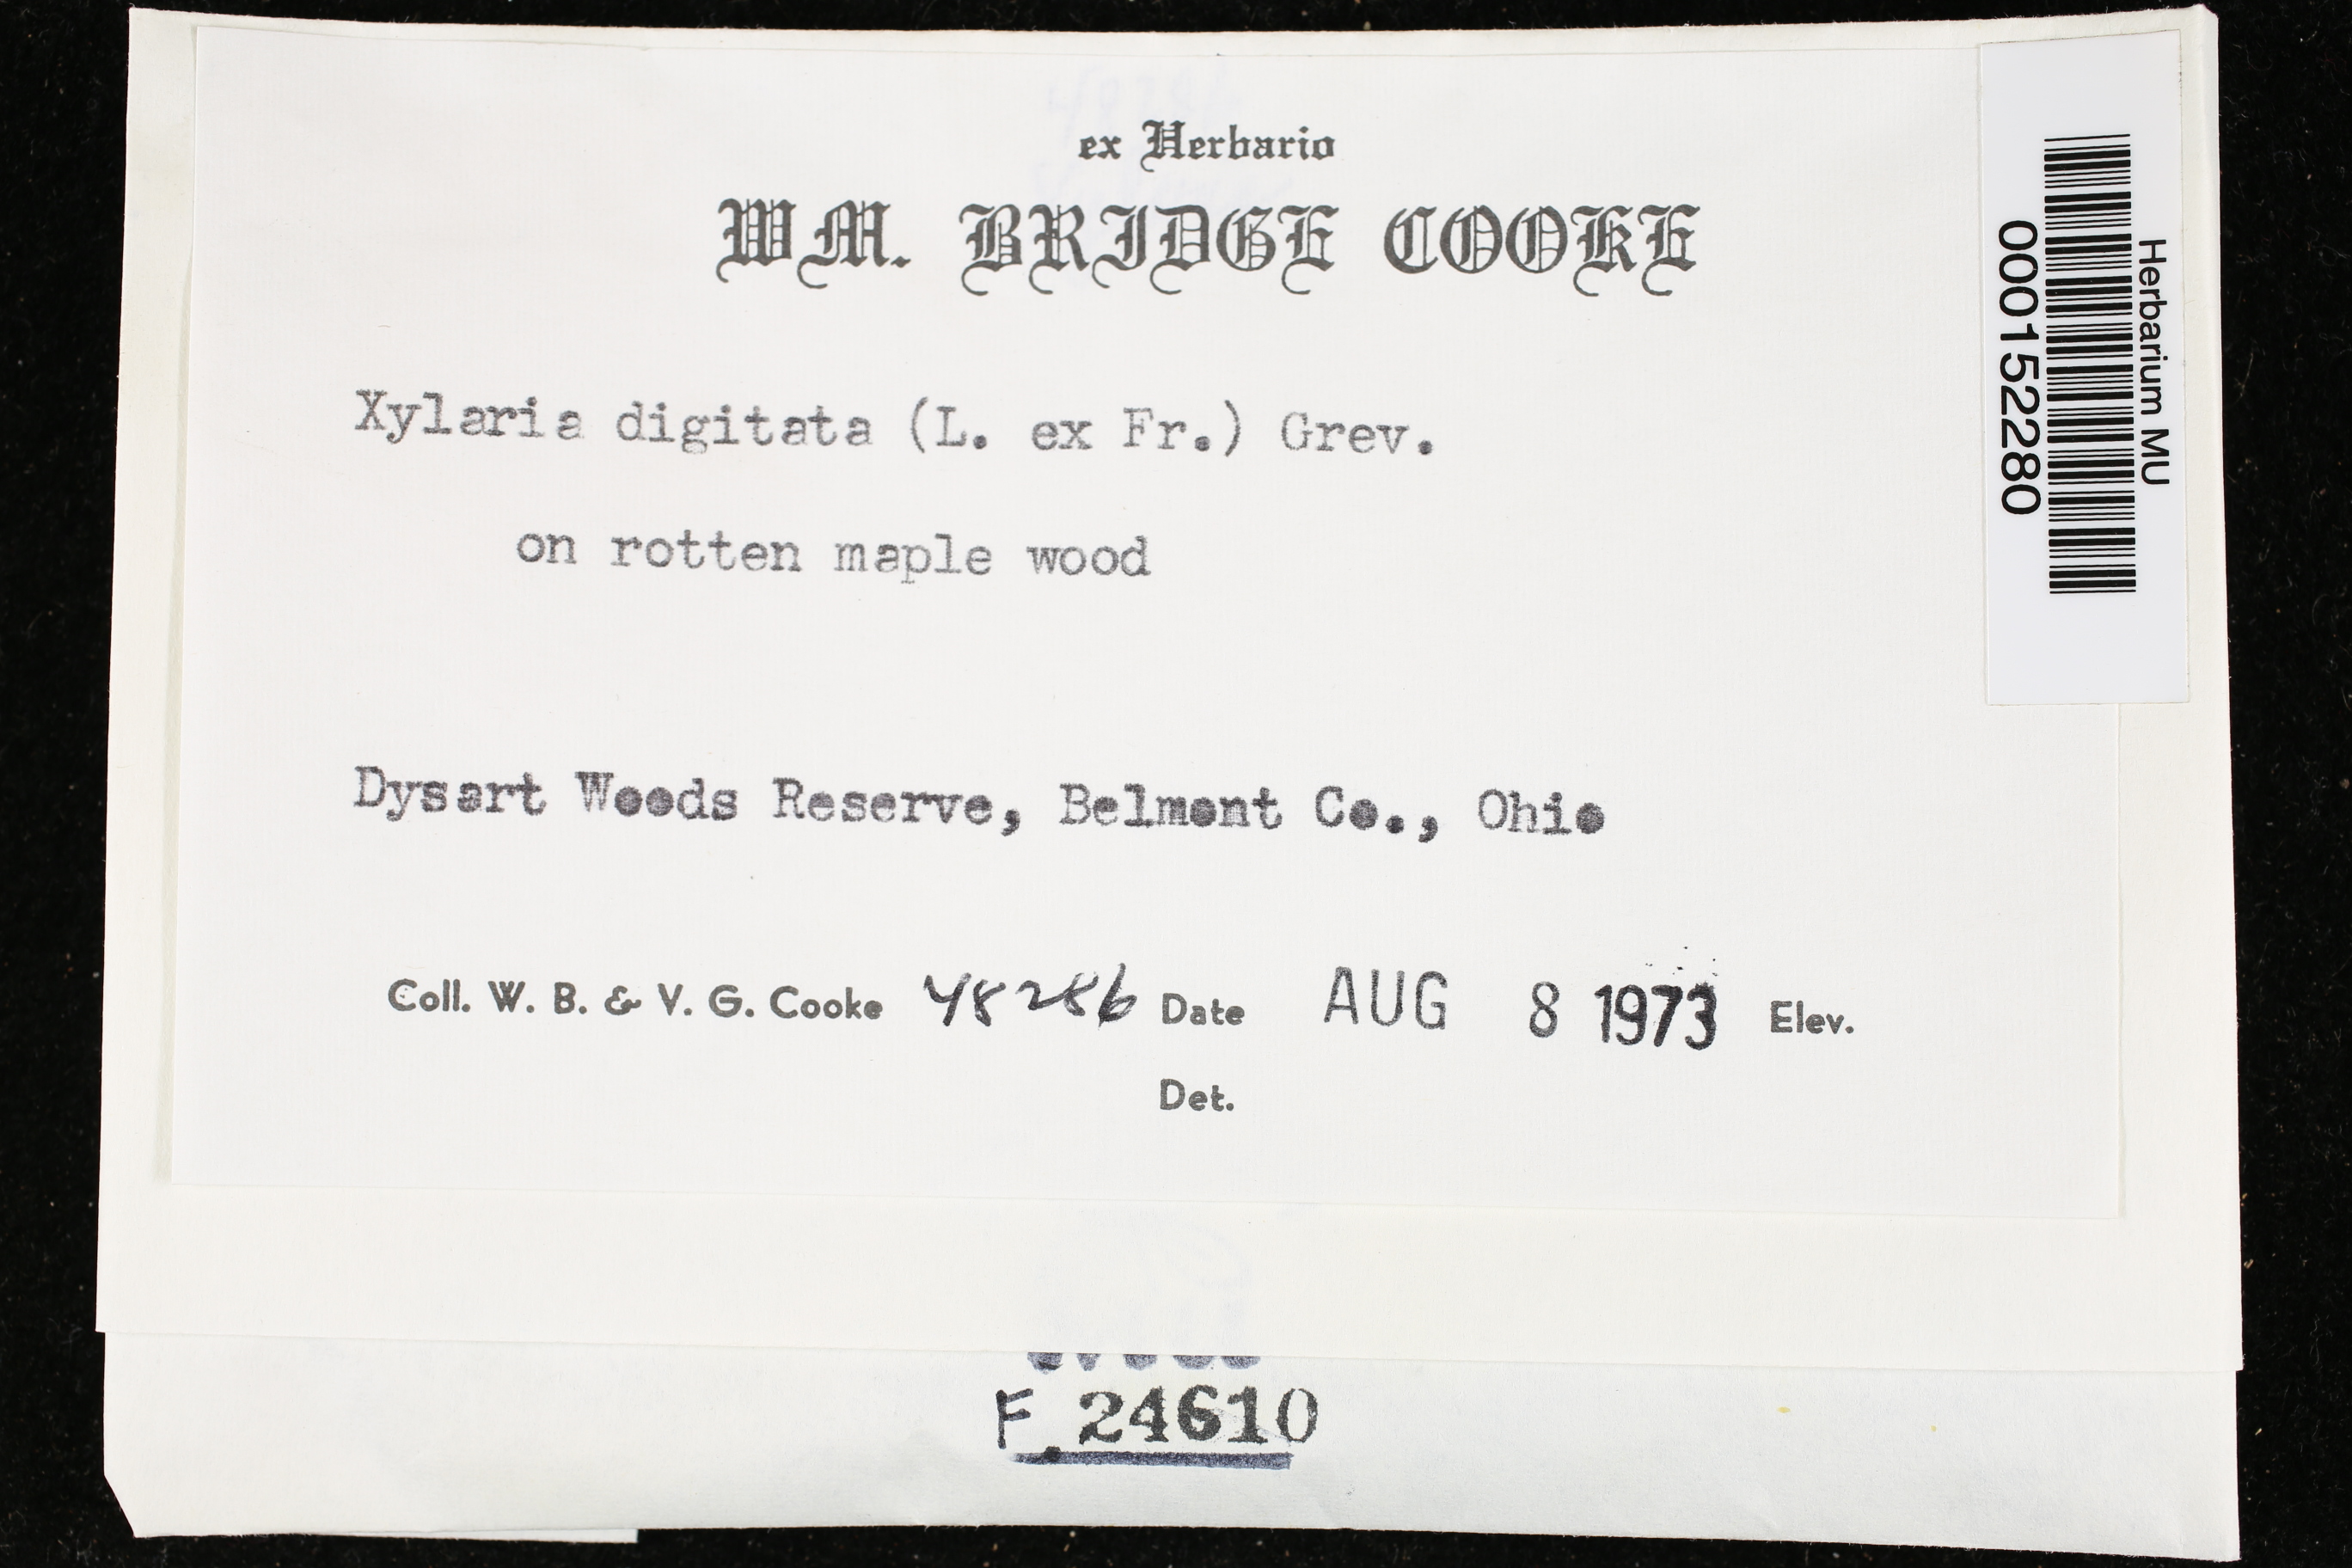 ex Herbario
WM. BRIDGE COOKE
Xylaria digitata (L. ex Fr.) Grev.
on rotten maple wood
Dysart Woods Reserve, Belmont Co., Ohio
Coll. W. B. & V. G. Cooke 48286 Date AUG 8 1973 Elev.
Det.
F. 24610
Herbarium MU
000152280